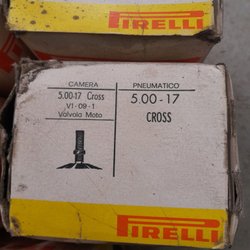 PIRELLI
CAMERA
5.00-17 Cross
V1-09-1
Valvola Moto
PNEUMATICO
5.00-17
CROSS
PIRELLI